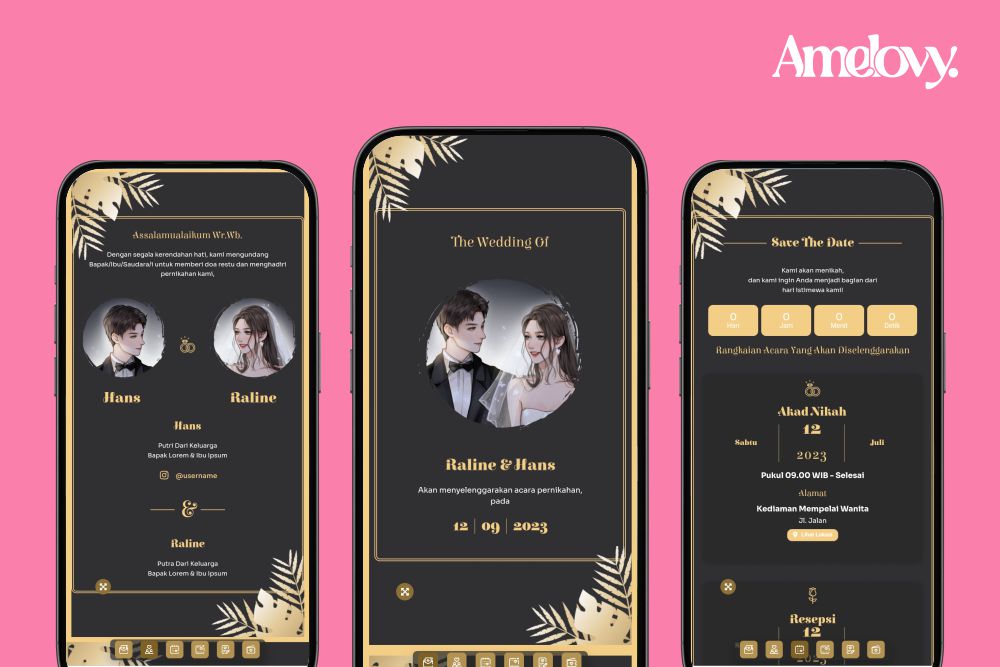 Amelovy.
Assalamualaikum Wr.Wb.
Dengan segala kerendahan hati, kami mengundang
Bapak/Ibu/Saudara/i untuk memberi doa restu dan menghadiri
pernikahan kami,
Hans
Raline
Hans
Putri Dari Keluarga
Bapak Lorem & Ibu Ipsum
@username
&
Raline
Putra Dari Keluarga
Bapak Lorem & Ibu Ipsum
The Wedding Of
Raline & Hans
Akan menyelenggarakan acara pernikahan,
pada
12 | 09 | 2023
Save The Date
Kami akan menikah,
dan kami ingin Anda menjadi bagian dari
hari istimewa kami!
0 0 0 0
Hari Jam Menit Detik
Rangkaian Acara Yang Akan Diselenggarakan
Akad Nikah
12
Sabtu Juli
2023
Pukul 09.00 WIB - Selesai
Alamat
Kediaman Mempelai Wanita
Jl. Jalan
Lihat Lokasi
Resepsi
12
2023